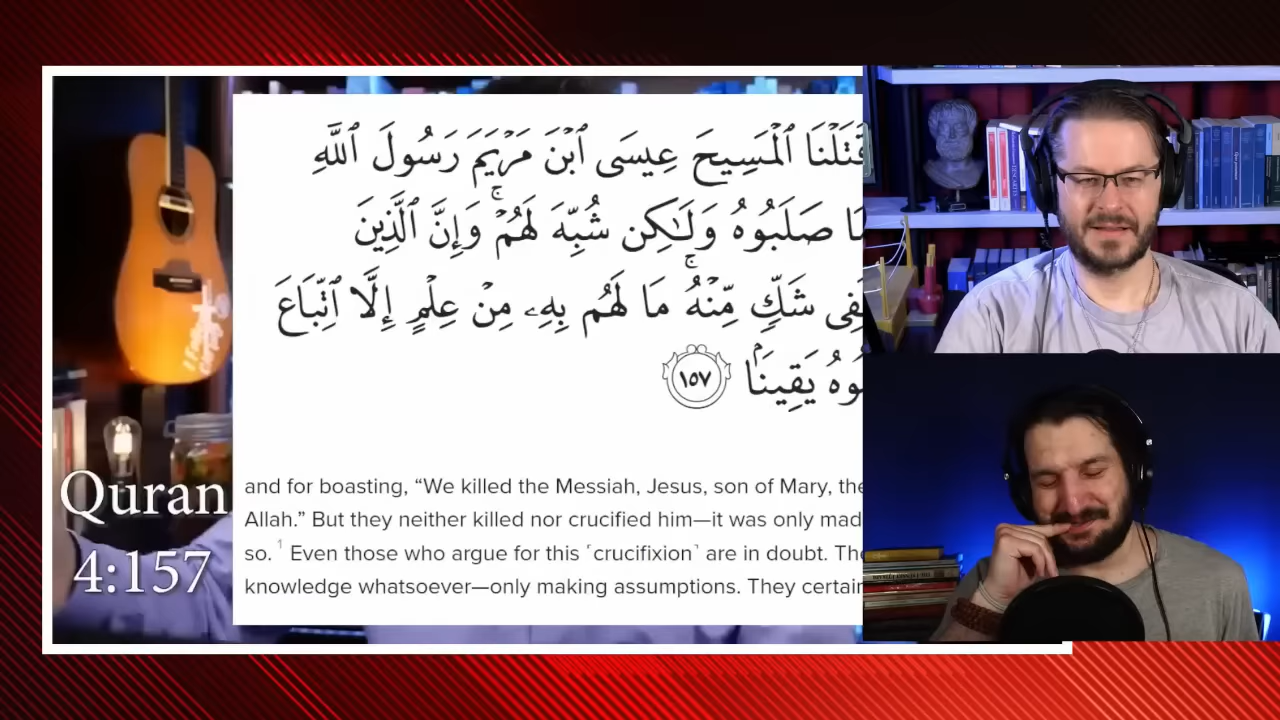 قَتَلْنَا ٱلْمَسِيحَ عِيسَى ٱبْنَ مَرْيَمَ رَسُولَ ٱللَّهِ
صَلَبُوهُ وَلَـٰكِن شُبِّهَ لَهُمْ ۚ وَإِنَّ ٱلَّذِينَ
لَفِى شَكٍّۢ مِّنْهُ ۚ مَا لَهُم بِهِۦ مِنْ عِلْمٍ إِلَّا ٱتِّبَاعَ
يَقِينًۢا ١٥٧
Quran
4:157
and for boasting, “We killed the Messiah, Jesus, son of Mary, the
Allah.” But they neither killed nor crucified him—it was only mad
so. 1 Even those who argue for this ˹crucifixion˺ are in doubt. The
knowledge whatsoever—only making assumptions. They certain